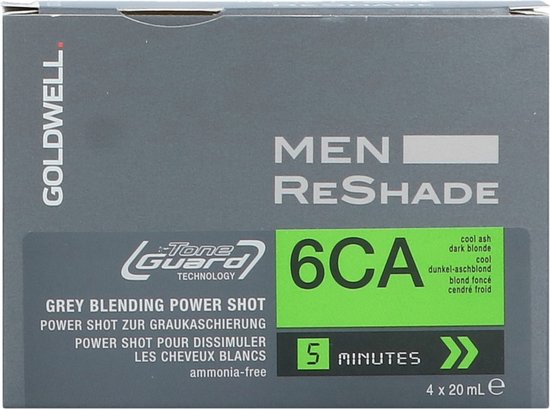 GOLDWELL.
MEN
RESHADE
Tone
Guard
TECHNOLOGY
GREY BLENDING POWER SHOT
POWER SHOT ZUR GRAUKASCHIERUNG
POWER SHOT POUR DISSIMULER
LES CHEVEUX BLANCS
ammonia-free
6CA
cool ash
dark blonde
cool
dunkel-aschblond
blond foncé
cendré froid
5 MINUTES
4 x 20 mL ℮